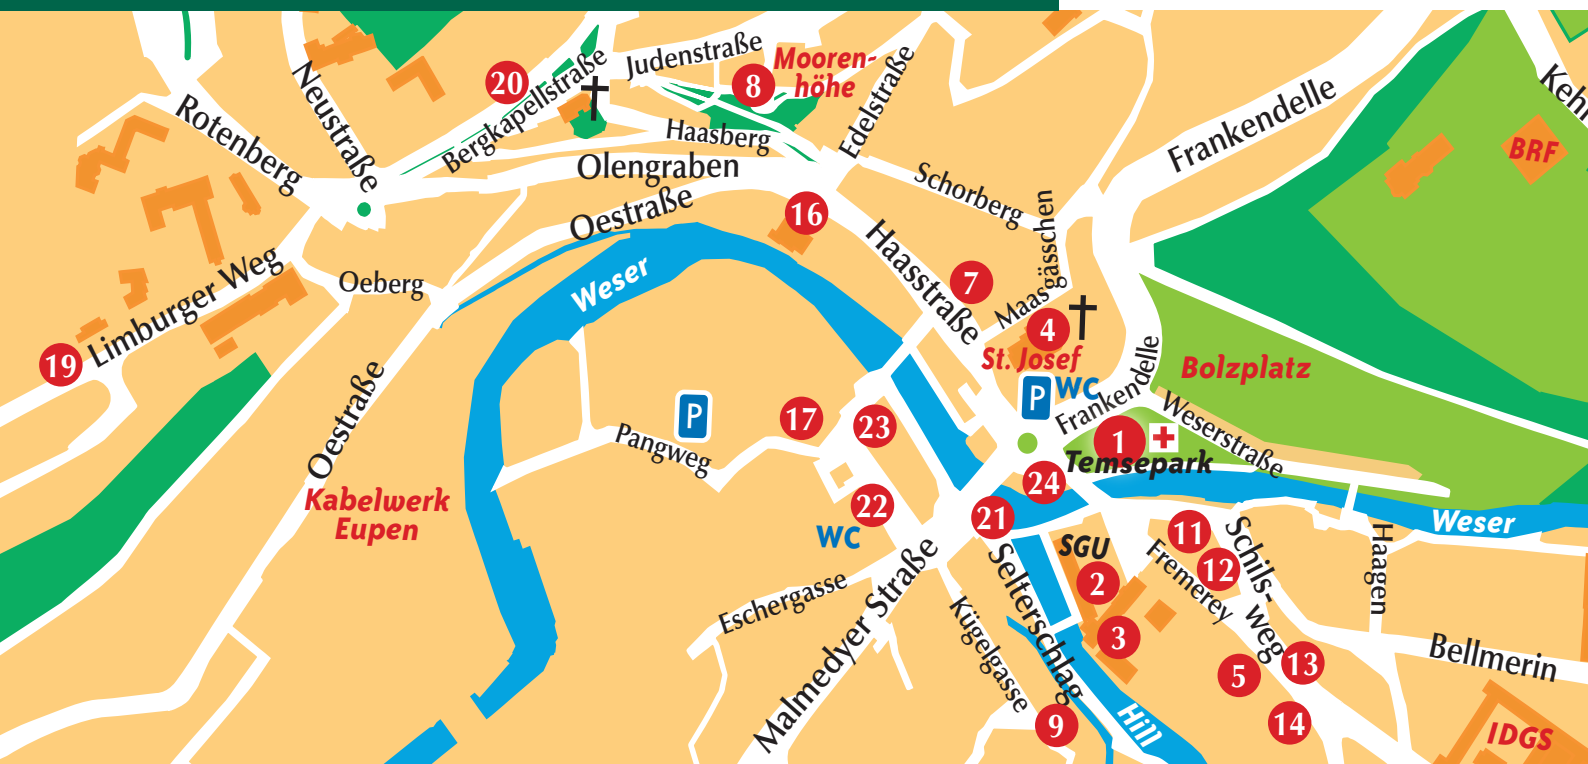 Neustraße
Rotenberg
20
Bergkapellstraße
Judenstraße
8
Mooren-
höhe
Edelstraße
Haasberg
Olengraben
Oestraße
16
Schorberg
Frankendelle
Keh
BRF
Limburger Weg
Oeberg
19
Weser
Haasstraße
7
Maas
gässchen
4
St. Josef
P
WC
Frankendelle
Bolzplatz
Weserstraße
1
Temsepark
Oestraße
Kabelwerk
Eupen
P
Pangweg
17
23
22
WC
24
21
Weser
Eschergasse
Malmedyer Straße
Kügelgasse
Selterschlag
SGU
2
3
9
Hill
11
12
Fremerey
Schils-
weg
5
13
14
Haagen
Bellmerin
IDGS